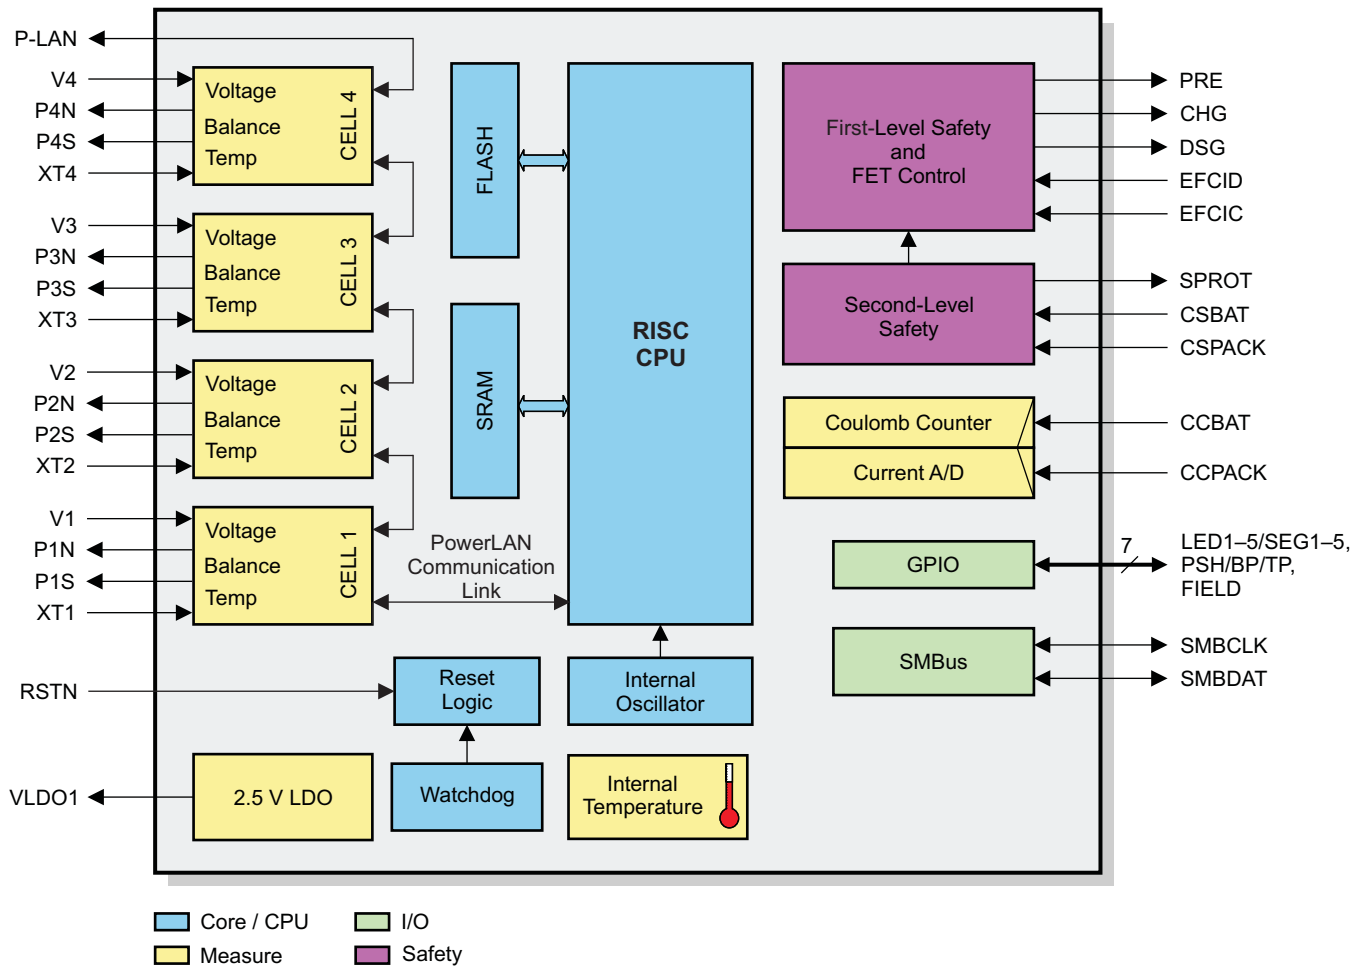 P-LAN
V4
P4N
P4S
XT4
V3
P3N
P3S
XT3
V2
P2N
P2S
XT2
V1
P1N
P1S
XT1
RSTN
VLDO1
Voltage
Balance
Temp
CELL 4
Voltage
Balance
Temp
CELL 3
Voltage
Balance
Temp
CELL 2
Voltage
Balance
Temp
CELL 1
2.5 V LDO
FLASH
SRAM
PowerLAN
Communication
Link
Reset
Logic
Watchdog
RISC
CPU
Internal
Oscillator
Internal
Temperature
First-Level Safety
and
FET Control
Second-Level
Safety
Coulomb Counter
Current A/D
GPIO
SMBus
PRE
CHG
DSG
EFCID
EFCIC
SPROT
CSBAT
CSPACK
CCBAT
CCPACK
7
LED1–5/SEG1–5,
PSH/BP/TP,
FIELD
SMBCLK
SMBDAT
Core / CPU
I/O
Measure
Safety